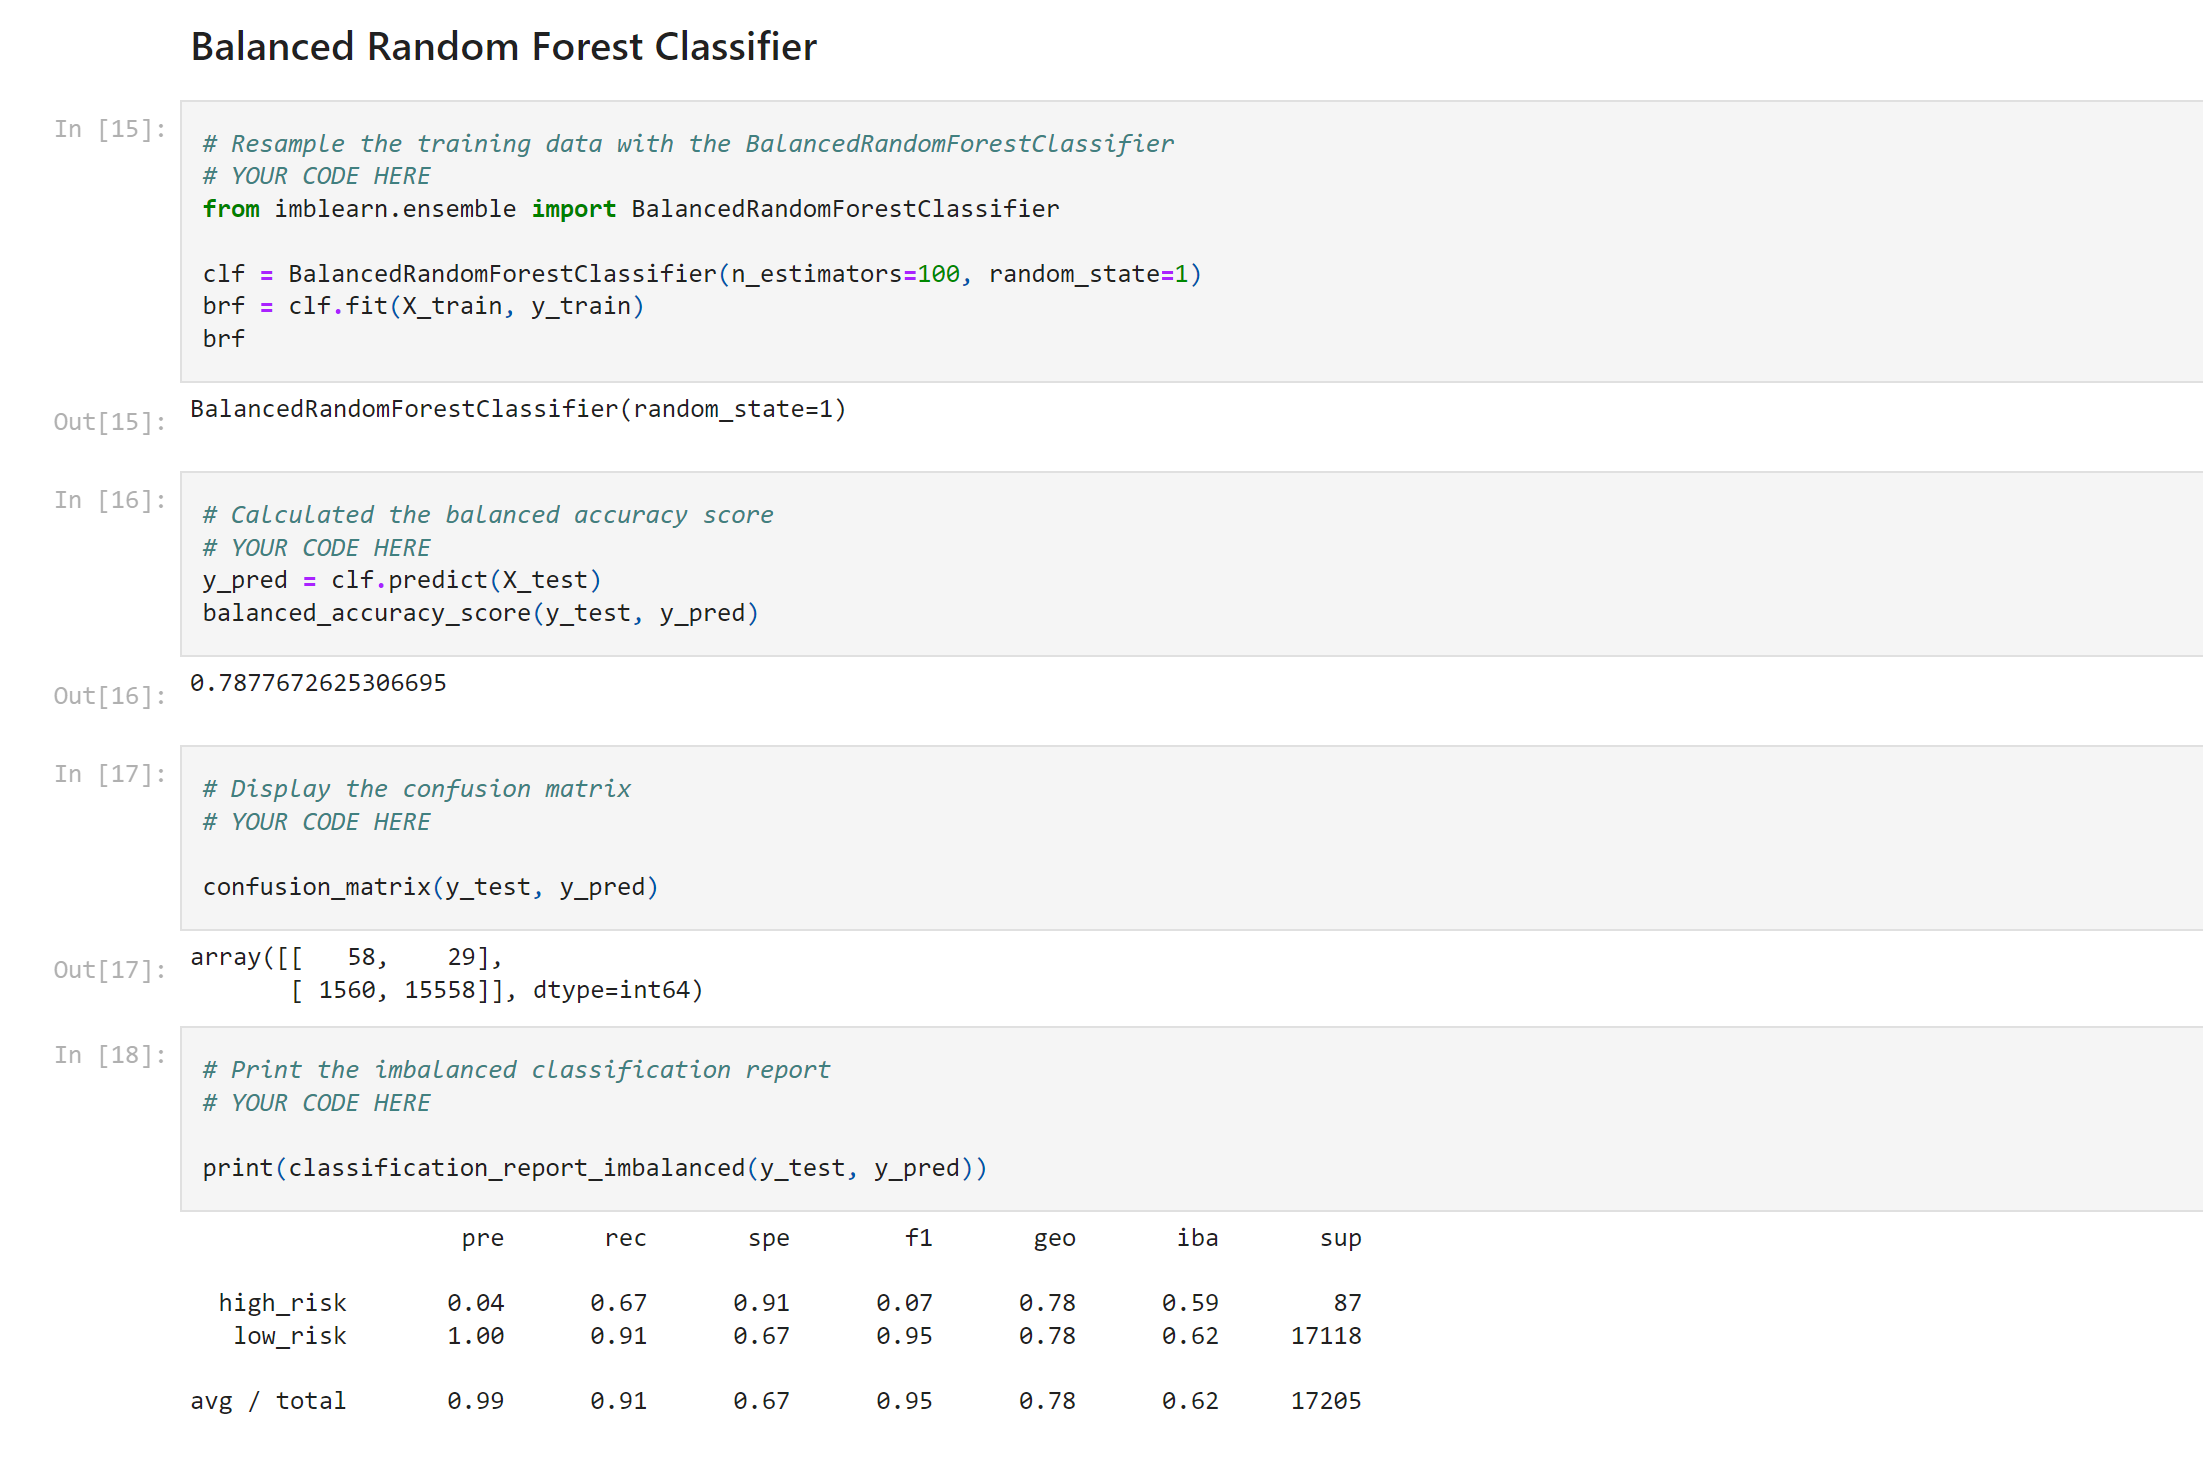 Balanced Random Forest Classifier
In [15]:
# Resample the training data with the BalancedRandomForestClassifier
# YOUR CODE HERE
from imblearn.ensemble import BalancedRandomForestClassifier
clf = BalancedRandomForestClassifier(n_estimators=100, random_state=1)
brf = clf.fit(X_train, y_train)
brf
Out[15]:
BalancedRandomForestClassifier(random_state=1)
In [16]:
# Calculated the balanced accuracy score
# YOUR CODE HERE
y_pred = clf.predict(X_test)
balanced_accuracy_score(y_test, y_pred)
Out[16]:
0.7877672625306695
In [17]:
# Display the confusion matrix
# YOUR CODE HERE
confusion_matrix(y_test, y_pred)
Out[17]:
array([[   58,    29],
       [ 1560, 15558]], dtype=int64)
In [18]:
# Print the imbalanced classification report
# YOUR CODE HERE
print(classification_report_imbalanced(y_test, y_pred))
                   pre       rec       spe        f1       geo       iba       sup
  high_risk       0.04      0.67      0.91      0.07      0.78      0.59        87
   low_risk       1.00      0.91      0.67      0.95      0.78      0.62     17118
avg / total       0.99      0.91      0.67      0.95      0.78      0.62     17205